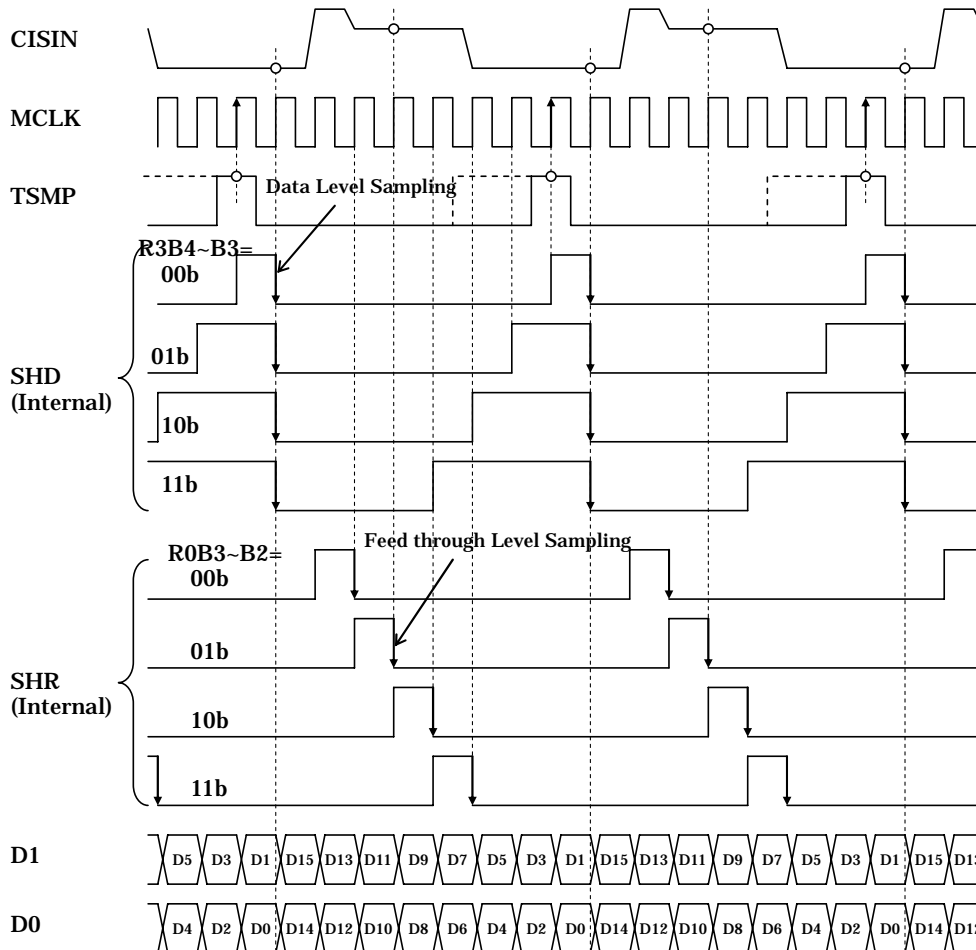 CISIN
MCLK
TSMP
Data Level Sampling
R3B4~B3=
00b
01b
SHD
(Internal)
10b
11b
Feed through Level Sampling
R0B3~B2=
00b
01b
SHR
(Internal)
10b
11b
D1
D5 D3 D1 D15 D13 D11 D9 D7 D5 D3 D1 D15 D13 D11 D9 D7 D5 D3 D1 D15 D13
D0
D4 D2 D0 D14 D12 D10 D8 D6 D4 D2 D0 D14 D12 D10 D8 D6 D4 D2 D0 D14